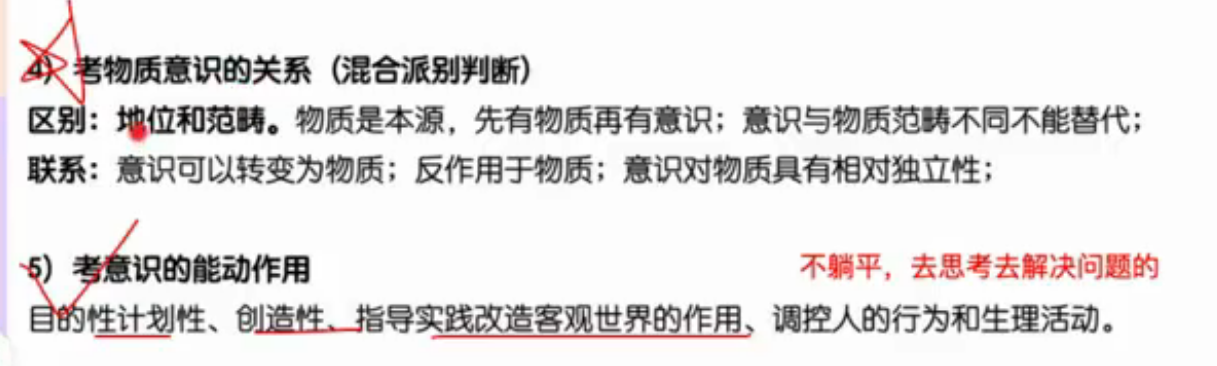 4）考物质意识的关系（混合派别判断）
区别：地位和范畴。物质是本源，先有物质再有意识；意识与物质范畴不同不能替代；
联系：意识可以转变为物质；反作用于物质；意识对物质具有相对独立性；
5）考意识的能动作用
不躺平，去思考去解决问题的
目的性计划性、创造性、指导实践改造客观世界的作用、调控人的行为和生理活动。